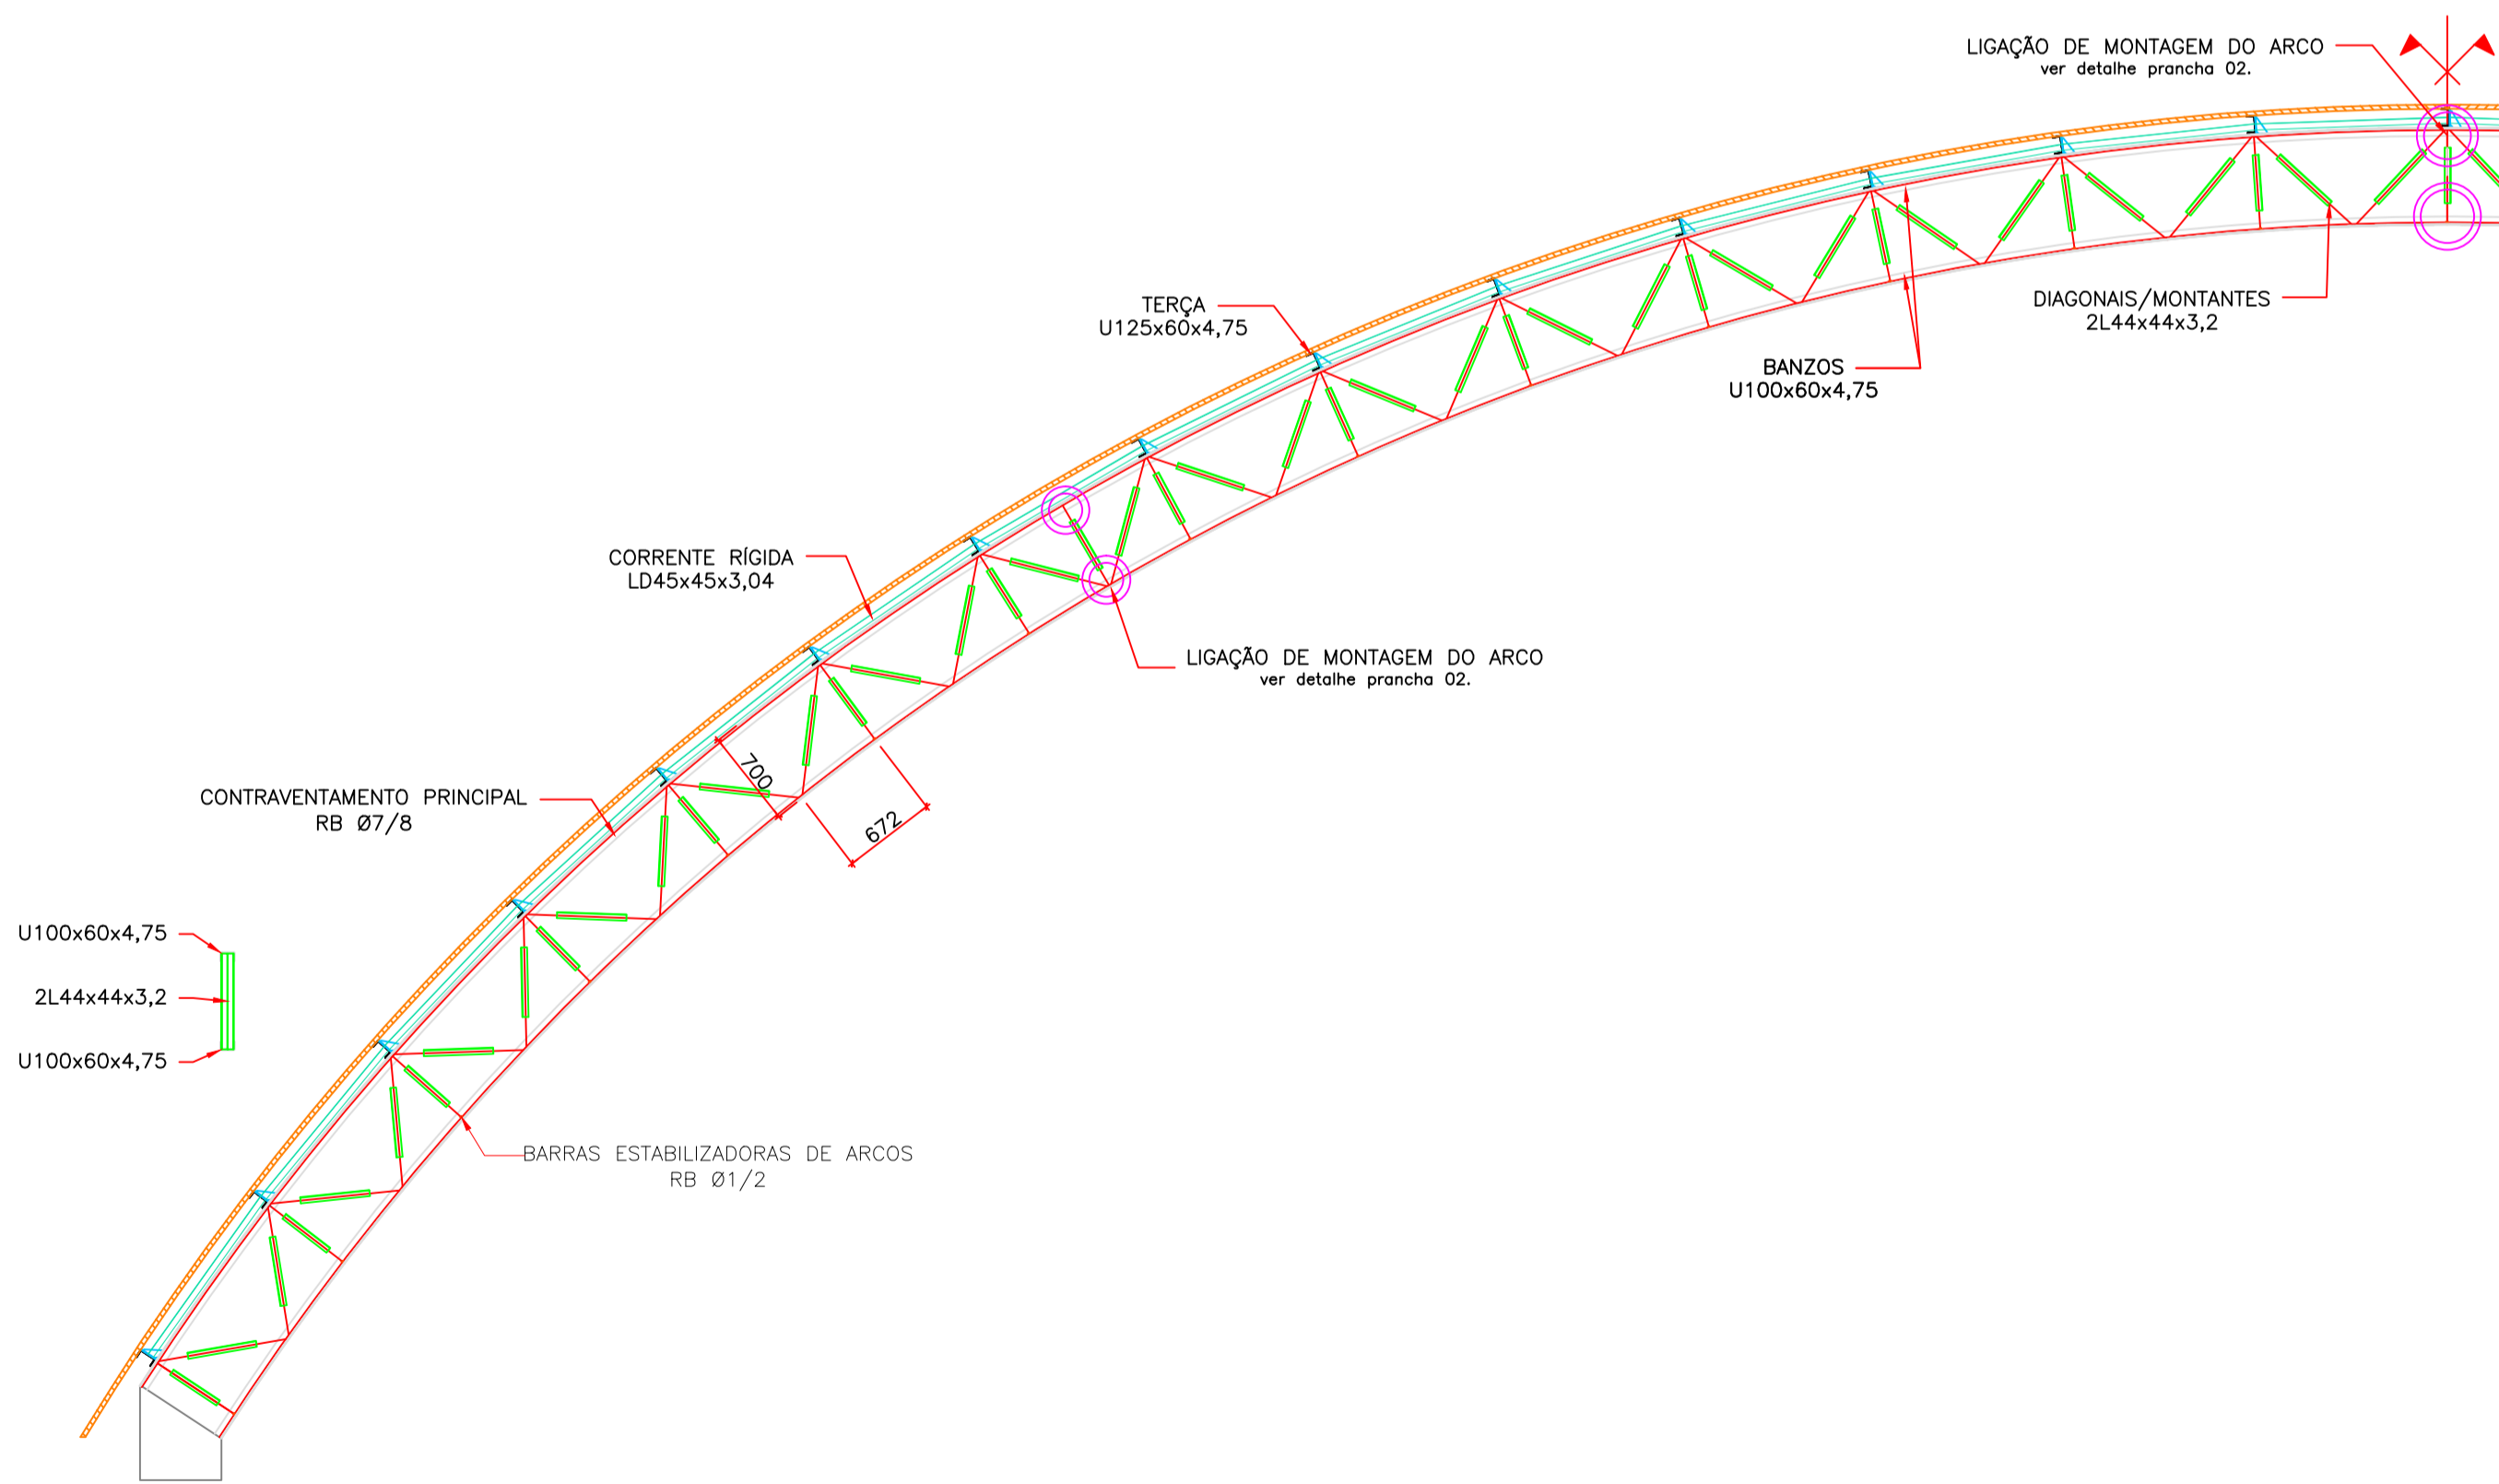 LIGAÇÃO DE MONTAGEM DO ARCO
ver detalhe prancha 02.
TERÇA
U125x60x4,75
DIAGONAIS/MONTANTES
2L44x44x3,2
BANZOS
U100x60x4,75
CORRENTE RÍGIDA
LD45x45x3,04
LIGAÇÃO DE MONTAGEM DO ARCO
ver detalhe prancha 02.
700
672
CONTRAVENTAMENTO PRINCIPAL
RB Ø7/8
U100x60x4,75
2L44x44x3,2
U100x60x4,75
BARRAS ESTABILIZADORAS DE ARCOS
RB Ø1/2